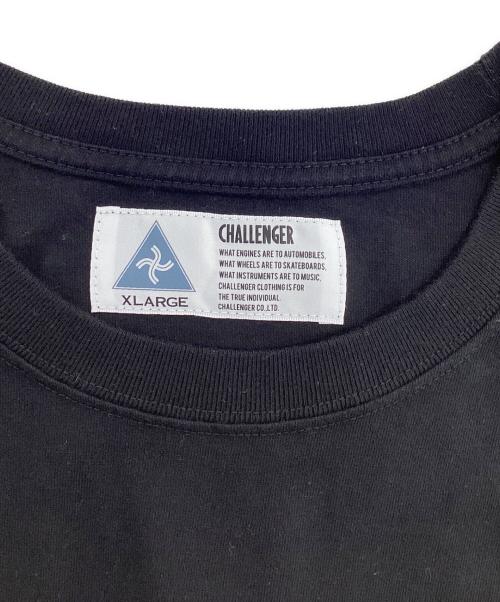 XLARGE
CHALLENGER
WHAT ENGINES ARE TO AUTOMOBILES,
WHAT WHEELS ARE TO SKATEBOARDS,
WHAT INSTRUMENTS ARE TO MUSIC,
CHALLENGER CLOTHING IS FOR
THE TRUE INDIVIDUAL.
CHALLENGER CO.,LTD.